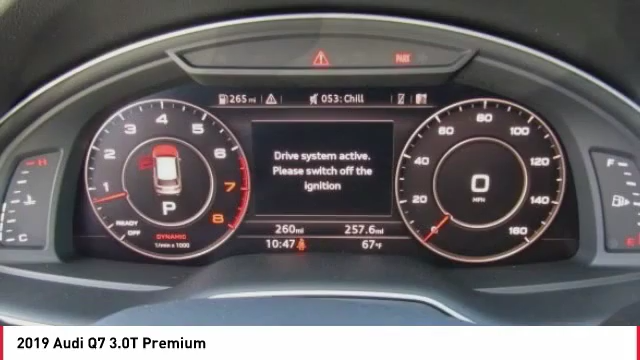 PARK
265 mi 053: Chill
1 2 3 4 5 6 7 8
READY
OFF
P
DYNAMIC
1/min x 1000
Drive system active.
Please switch off the
ignition
260mi 257.6mi
10:47 67°F
0 20 40 60 80 100 120 140 160
0
MPH
H
C
F
E
2019 Audi Q7 3.0T Premium